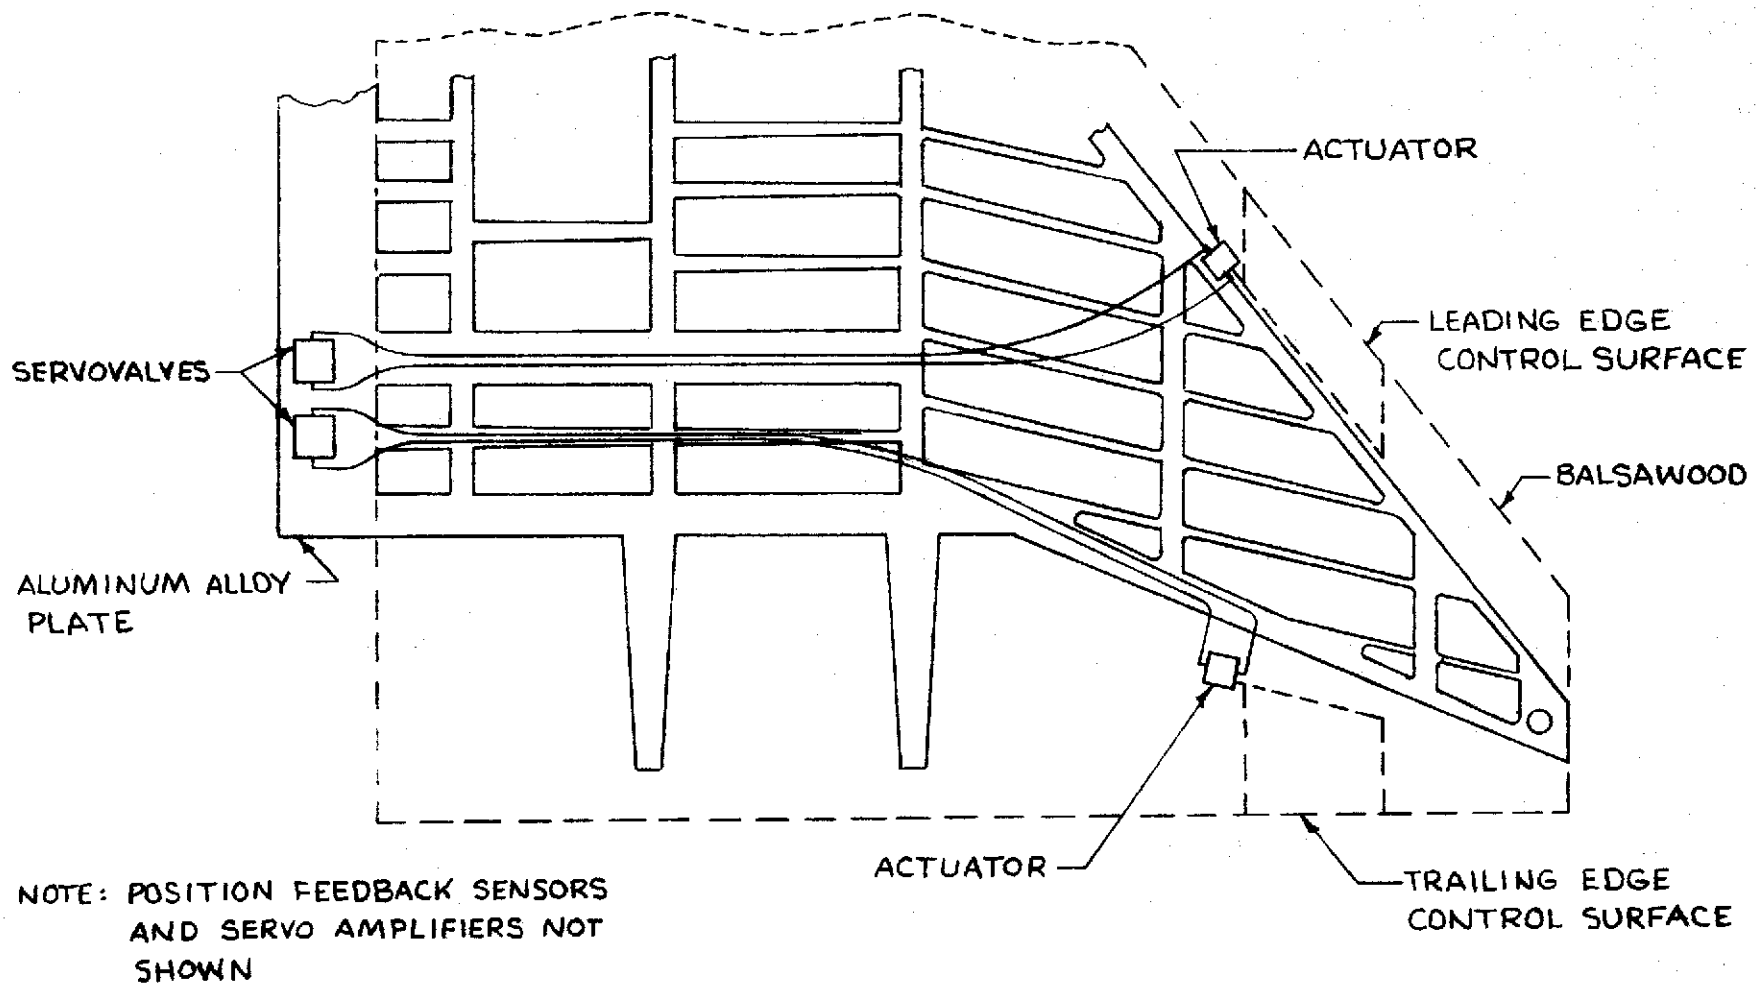 ACTUATOR
LEADING EDGE
CONTROL SURFACE
SERVOVALVES
BALSAWOOD
ALUMINUM ALLOY
PLATE
ACTUATOR
TRAILING EDGE
CONTROL SURFACE
NOTE: POSITION FEEDBACK SENSORS
AND SERVO AMPLIFIERS NOT
SHOWN